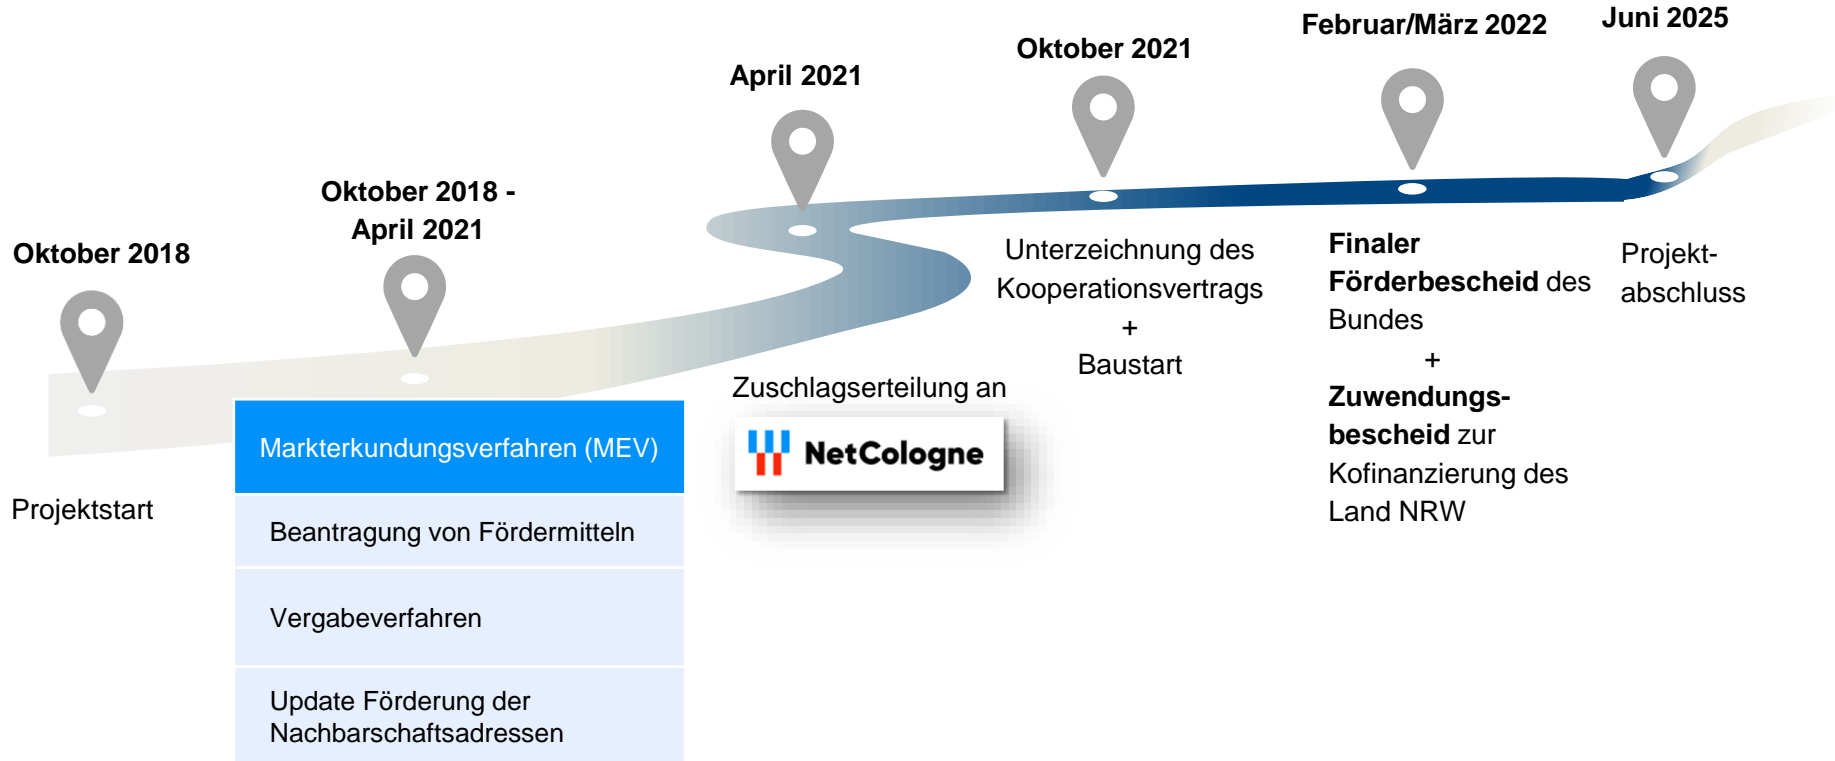 Oktober 2018
Projektstart
Oktober 2018 -
April 2021
Markterkundungsverfahren (MEV)
Beantragung von Fördermitteln
Vergabeverfahren
Update Förderung der
Nachbarschaftsadressen
April 2021
Zuschlagserteilung an
NetCologne
Oktober 2021
Unterzeichnung des
Kooperationsvertrags
+
Baustart
Februar/März 2022
Finaler
Förderbescheid des
Bundes
+
Zuwendungs-
bescheid zur
Kofinanzierung des
Land NRW
Juni 2025
Projekt-
abschluss